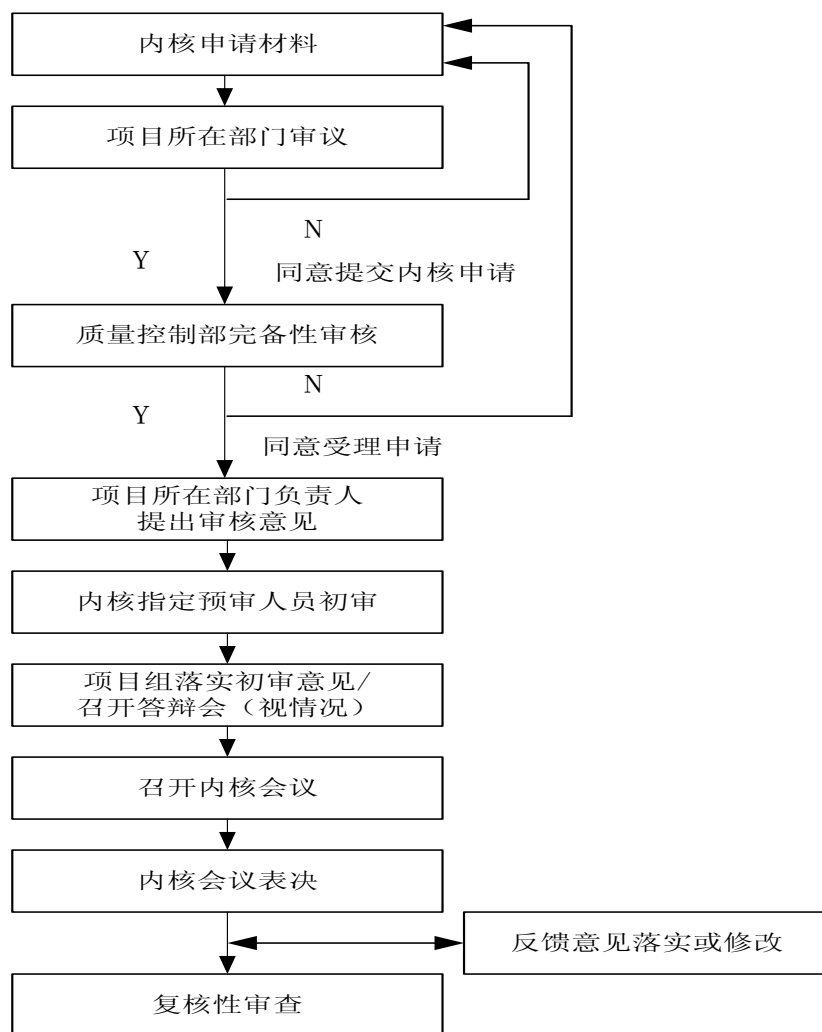 内核申请材料
项目所在部门审议
N
Y
同意提交内核申请
质量控制部完备性审核
N
Y
同意受理申请
项目所在部门负责人
提出审核意见
内核指定预审人员初审
项目组落实初审意见/
召开答辩会（视情况）
召开内核会议
内核会议表决
反馈意见落实或修改
复核性审查